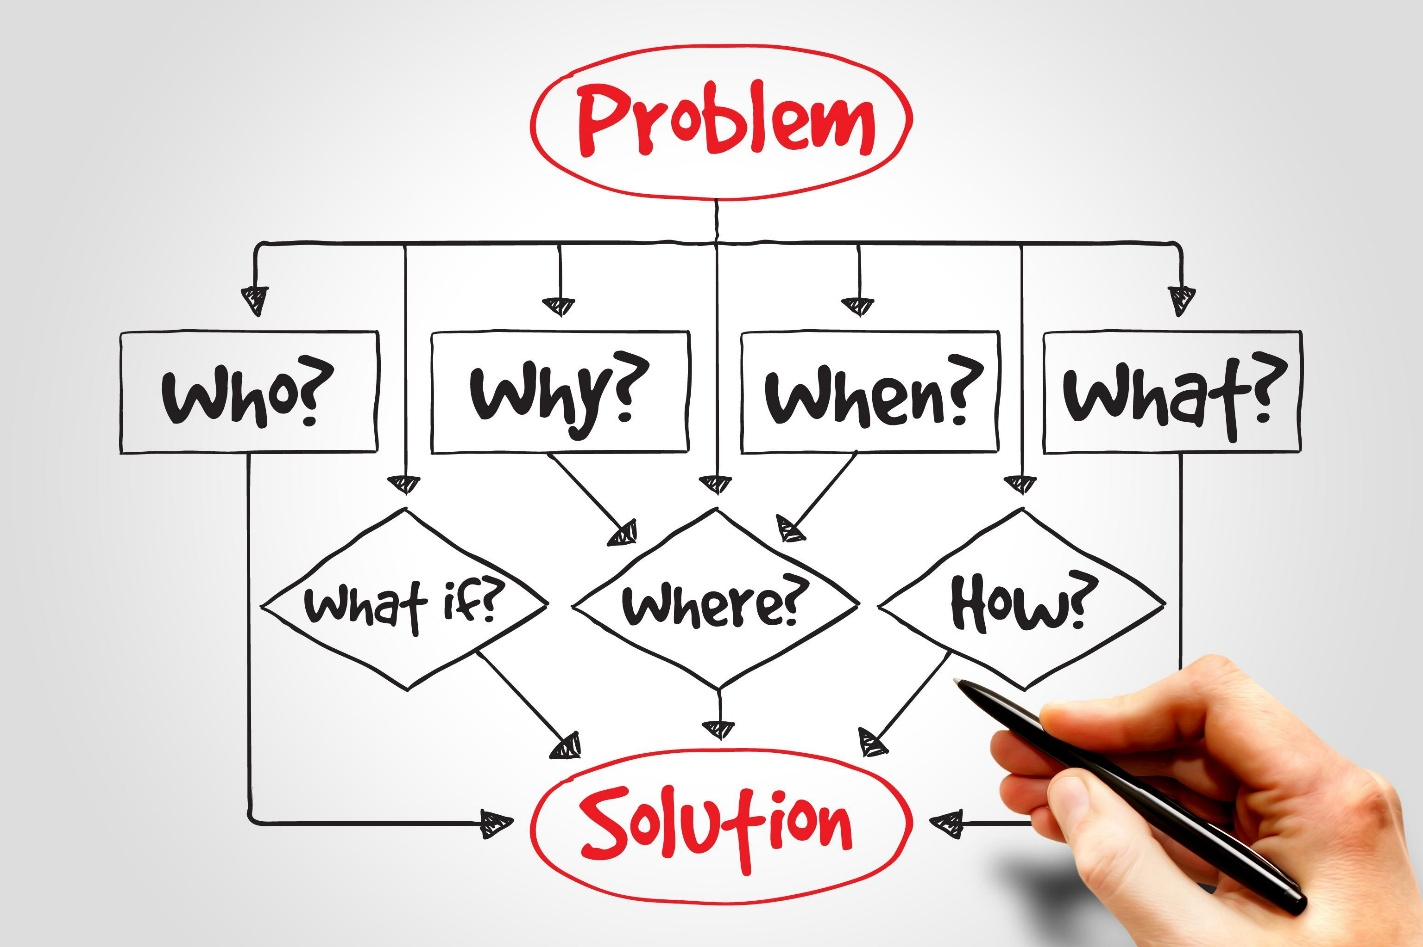 Problem
Who?
Why?
When?
What?
What if?
Where?
How?
Solution